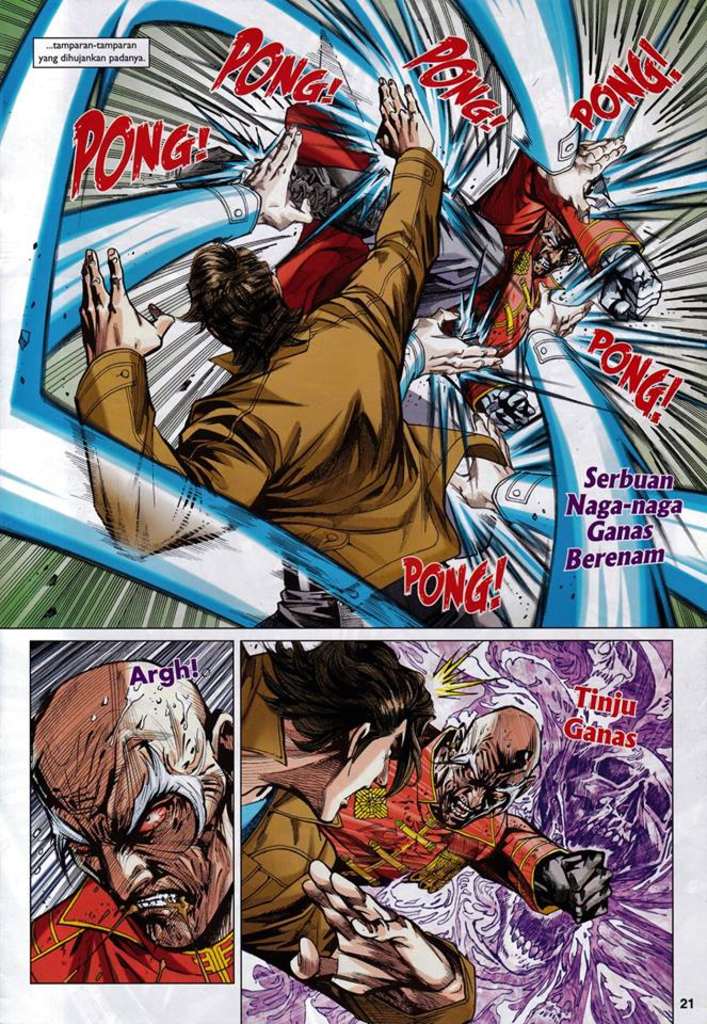 ...tamparan-tamparan
yang dihujankan padanya.
PONG!
PONG!
PONG!
PONG!
PONG!
PONG!
Serbuan
Naga-naga
Ganas
Berenam
PONG!
Argh!
Tinju
Ganas
21